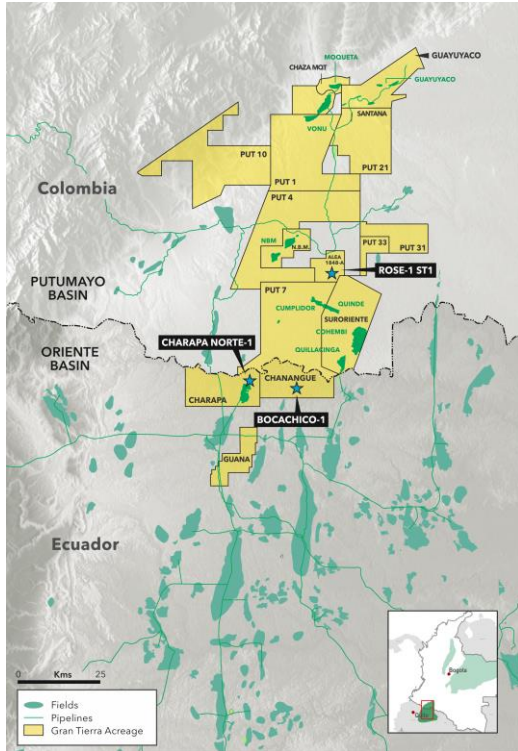 MOQUETA
GUAYUYACO
CHAZA MOT
GUAYUYACO
SANTANA
VONU
PUT 10
PUT 21
PUT 1
Colombia
PUT 4
NBM
N.B.M.
PUT 33
PUT 31
ALEA
1848-A
ROSE-1 ST1
PUTUMAYO
BASIN
PUT 7
CUMPLIDOR
QUINDE
SURORIENTE
COHEMBI
ORIENTE
BASIN
CHARAPA NORTE-1
QUILLACINGA
CHANANGUE
CHARAPA
BOCACHICO-1
GUANA
Ecuador
0
Kms
25
Fields
Pipelines
Gran Tierra Acreage
Bogota